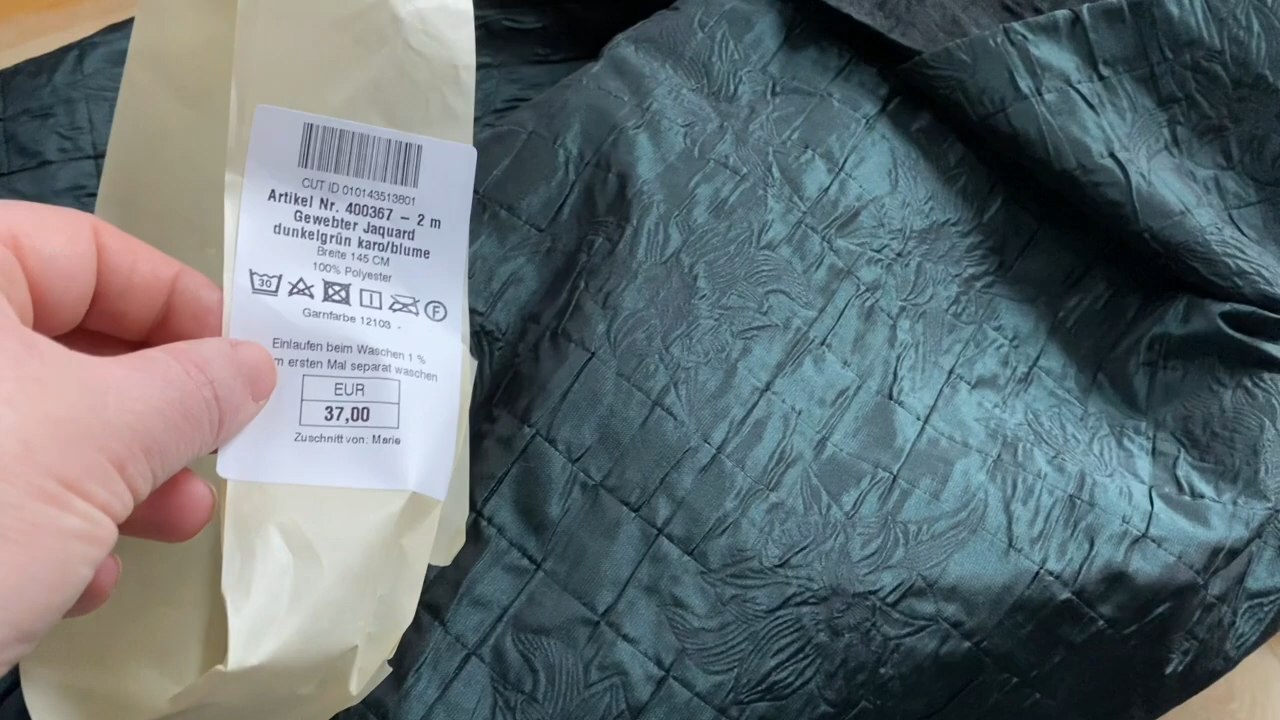 CUT ID 010143513801
Artikel Nr. 400367 – 2 m
Gewebter Jaquard
dunkelgrün karo/blume
Breite 145 CM
100% Polyester
30
F
Garnfarbe 12103 -
Einlaufen beim Waschen 1 %
m ersten Mal separat waschen
EUR
37,00
Zuschnitt von: Marie